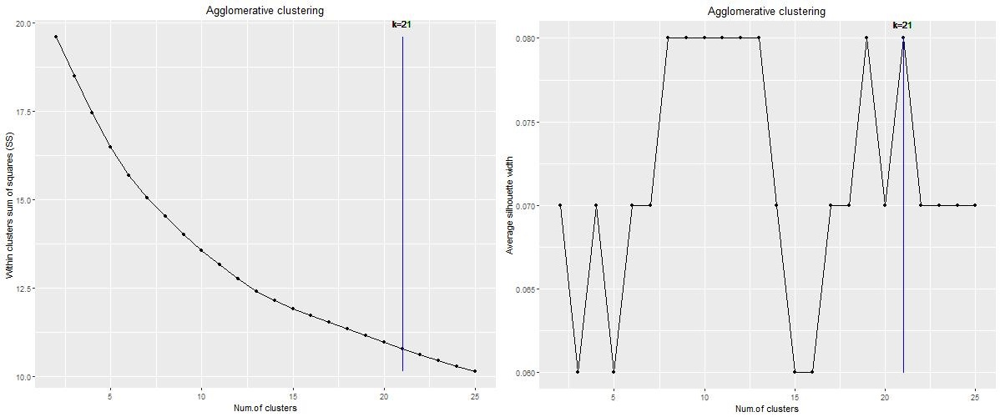 Agglomerative clustering
k=21
20.0
17.5
15.0
12.5
10.0
Within clusters sum of squares (SS)
5 10 15 20 25
Num.of clusters
Agglomerative clustering
k=21
0.080
0.075
0.070
0.065
0.060
Average silhouette width
5 10 15 20 25
Num.of clusters